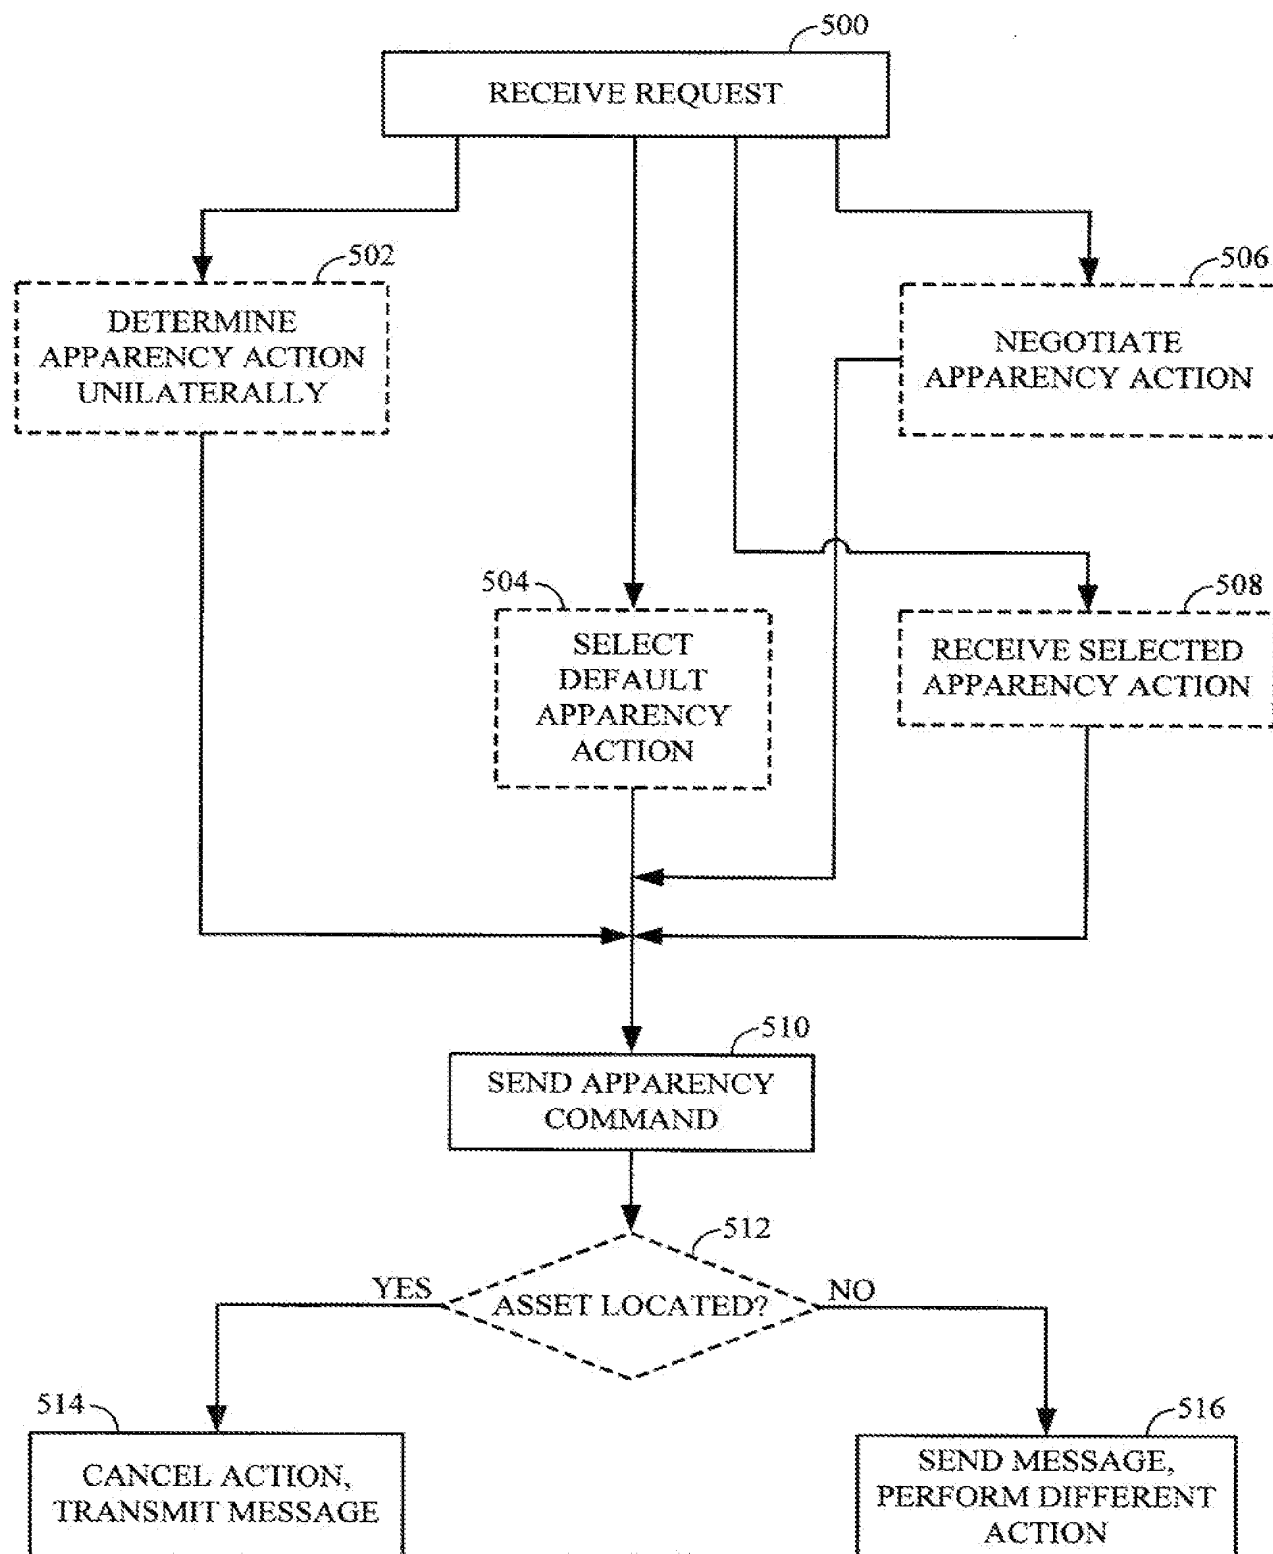 500
RECEIVE REQUEST
502
DETERMINE
APPARENCY ACTION
UNILATERALLY
506
NEGOTIATE
APPARENCY ACTION
504
SELECT
DEFAULT
APPARENCY
ACTION
508
RECEIVE SELECTED
APPARENCY ACTION
510
SEND APPARENCY
COMMAND
512
YES
ASSET LOCATED?
NO
514
CANCEL ACTION,
TRANSMIT MESSAGE
516
SEND MESSAGE,
PERFORM DIFFERENT
ACTION